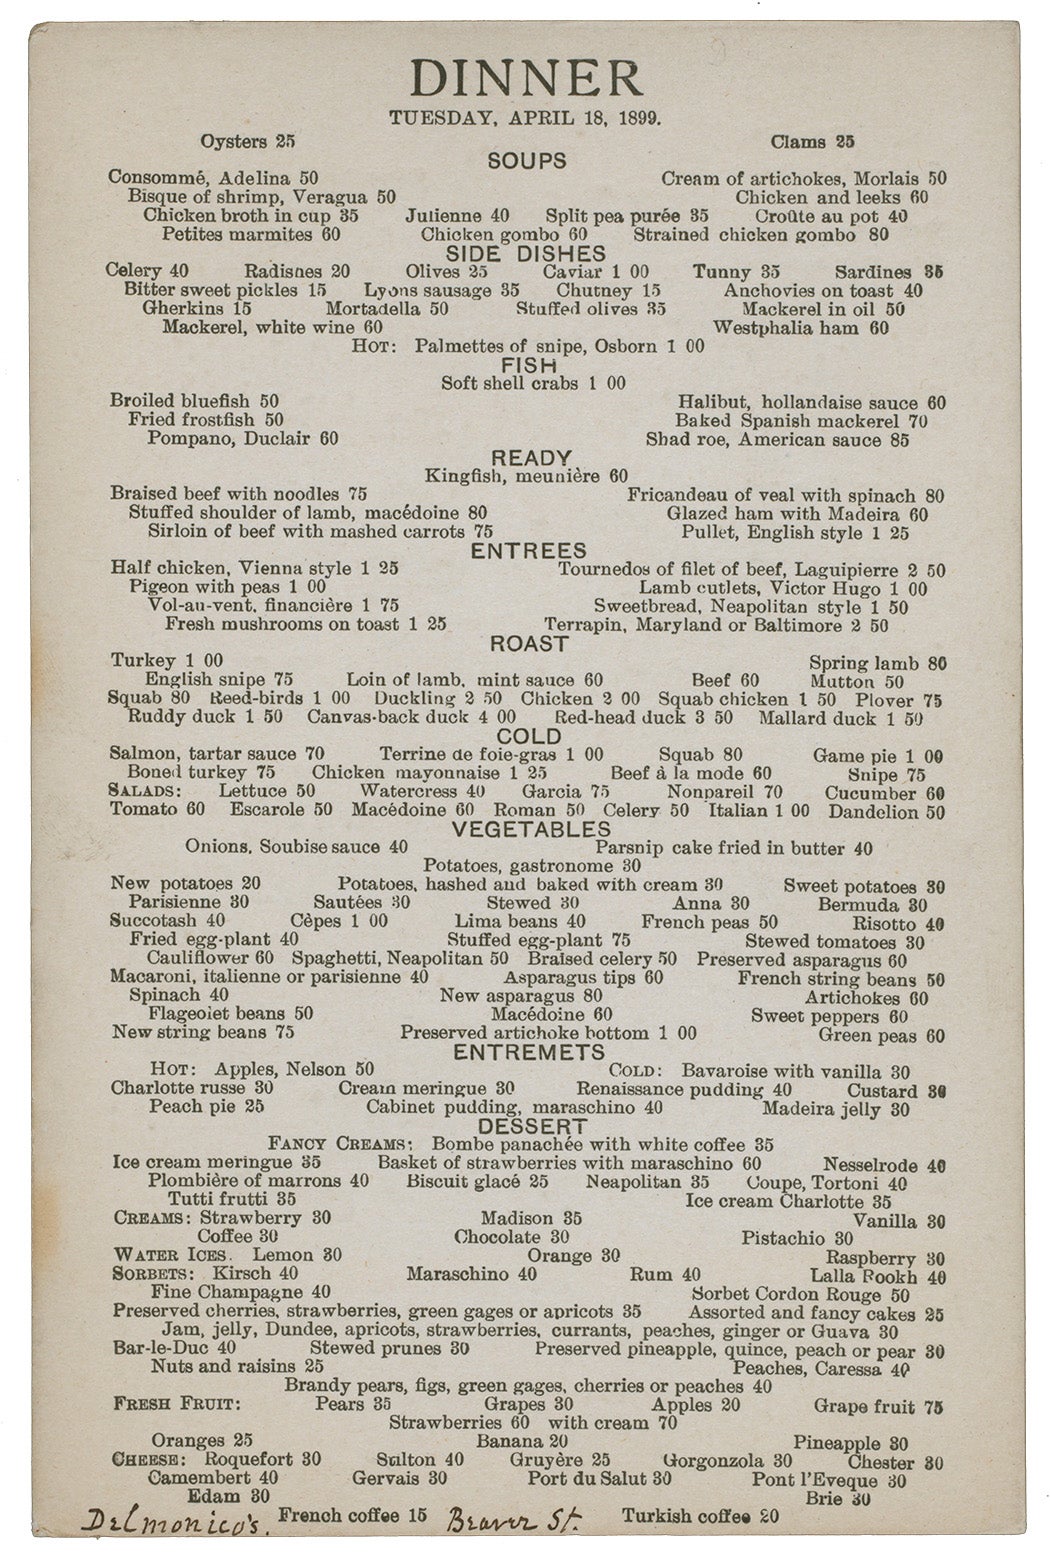 DINNER
TUESDAY, APRIL 18, 1899.
Oysters 25 Clams 25
SOUPS
Consommé, Adelina 50 Cream of artichokes, Morlais 50
Bisque of shrimp, Veragua 50 Chicken and leeks 60
Chicken broth in cup 35 Julienne 40 Split pea purée 35 Croûte au pot 40
Petites marmites 60 Chicken gombo 60 Strained chicken gombo 80
SIDE DISHES
Celery 40 Radishes 20 Olives 25 Caviar 1 00 Tunny 35 Sardines 35
Bitter sweet pickles 15 Lyons sausage 35 Chutney 15 Anchovies on toast 40
Gherkins 15 Mortadella 50 Stuffed olives 35 Mackerel in oil 50
Mackerel, white wine 60 Westphalia ham 60
HOT: Palmettes of snipe, Osborn 1 00
FISH
Soft shell crabs 1 00
Broiled bluefish 50 Halibut, hollandaise sauce 60
Fried frostfish 50 Baked Spanish mackerel 70
Pompano, Duclair 60 Shad roe, American sauce 85
READY
Kingfish, meunière 60
Braised beef with noodles 75 Fricandeau of veal with spinach 80
Stuffed shoulder of lamb, macédoine 80 Glazed ham with Madeira 60
Sirloin of beef with mashed carrots 75 Pullet, English style 1 25
ENTREES
Half chicken, Vienna style 1 25 Tournedos of filet of beef, Laguipierre 2 50
Pigeon with peas 1 00 Lamb cutlets, Victor Hugo 1 00
Vol-au-vent, financière 1 75 Sweetbread, Neapolitan style 1 50
Fresh mushrooms on toast 1 25 Terrapin, Maryland or Baltimore 2 50
ROAST
Turkey 1 00 Spring lamb 80
English snipe 75 Loin of lamb, mint sauce 60 Beef 60 Mutton 50
Squab 80 Reed-birds 1 00 Duckling 2 50 Chicken 2 00 Squab chicken 1 50 Plover 75
Ruddy duck 1 50 Canvas-back duck 4 00 Red-head duck 3 50 Mallard duck 1 50
COLD
Salmon, tartar sauce 70 Terrine de foie-gras 1 00 Squab 80 Game pie 1 00
Boned turkey 75 Chicken mayonnaise 1 25 Beef à la mode 60 Snipe 75
SALADS: Lettuce 50 Watercress 40 Garcia 75 Nonpareil 70 Cucumber 60
Tomato 60 Escarole 50 Macédoine 60 Roman 50 Celery 50 Italian 1 00 Dandelion 50
VEGETABLES
Onions, Soubise sauce 40 Parsnip cake fried in butter 40
Potatoes, gastronome 30
New potatoes 20 Potatoes, hashed and baked with cream 30 Sweet potatoes 30
Parisienne 30 Sautées 30 Stewed 30 Anna 30 Bermuda 30
Succotash 40 Cèpes 1 00 Lima beans 40 French peas 50 Risotto 40
Fried egg-plant 40 Stuffed egg-plant 75 Stewed tomatoes 30
Cauliflower 60 Spaghetti, Neapolitan 50 Braised celery 50 Preserved asparagus 60
Macaroni, italienne or parisienne 40 Asparagus tips 60 French string beans 50
Spinach 40 New asparagus 80 Artichokes 60
Flageolet beans 50 Macédoine 60 Sweet peppers 60
New string beans 75 Preserved artichoke bottom 1 00 Green peas 60
ENTREMETS
HOT: Apples, Nelson 50 COLD: Bavaroise with vanilla 30
Charlotte russe 30 Cream meringue 30 Renaissance pudding 40 Custard 30
Peach pie 25 Cabinet pudding, maraschino 40 Madeira jelly 30
DESSERT
FANCY CREAMS: Bombe panachée with white coffee 35
Ice cream meringue 35 Basket of strawberries with maraschino 60 Nesselrode 40
Plombière of marrons 40 Biscuit glacé 25 Neapolitan 35 Coupe, Tortoni 40
Tutti frutti 35 Ice cream Charlotte 35
CREAMS: Strawberry 30 Madison 35 Vanilla 30
Coffee 30 Chocolate 30 Pistachio 30
WATER ICES. Lemon 30 Orange 30 Raspberry 30
SORBETS: Kirsch 40 Maraschino 40 Rum 40 Lalla Rookh 40
Fine Champagne 40 Sorbet Cordon Rouge 50
Preserved cherries, strawberries, green gages or apricots 35 Assorted and fancy cakes 25
Jam, jelly, Dundee, apricots, strawberries, currants, peaches, ginger or Guava 30
Bar-le-Duc 40 Stewed prunes 30 Preserved pineapple, quince, peach or pear 30
Nuts and raisins 25 Peaches, Caressa 40
Brandy pears, figs, green gages, cherries or peaches 40
FRESH FRUIT: Pears 35 Grapes 30 Apples 20 Grape fruit 75
Strawberries 60 with cream 70
Oranges 25 Banana 20 Pineapple 30
CHEESE: Roquefort 30 Stilton 40 Gruyère 25 Gorgonzola 30 Chester 30
Camembert 40 Gervais 30 Port du Salut 30 Pont l'Eveque 30
Edam 30 Brie 30
Delmonico's. French coffee 15 Beaver St. Turkish coffee 20